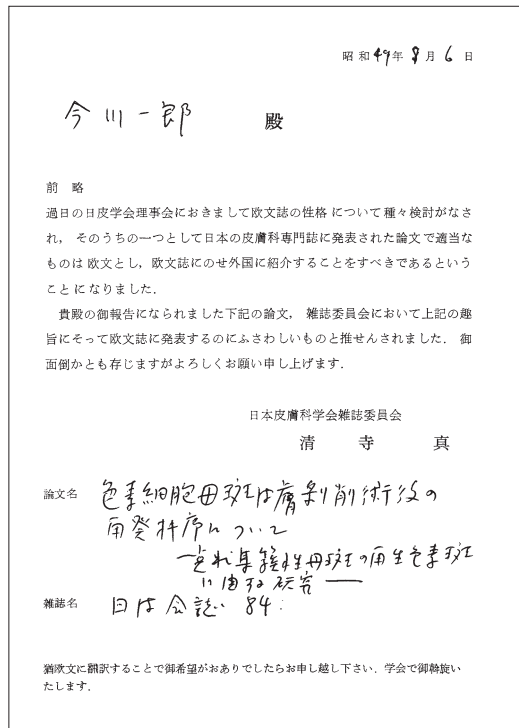 昭和49年8月6日
今川一郎 殿
前 略
過日の日皮学会理事会におきまして欧文誌の性格について種々検討がなさ
れ，そのうちの一つとして日本の皮膚科専門誌に発表された論文で適当な
ものは欧文とし，欧文誌にのせ外国に紹介することをすべきであるという
ことになりました．
貴殿の御報告になられました下記の論文，雑誌委員会において上記の趣
旨にそって欧文誌に発表するのにふさわしいものと推せんされました．御
面倒かとも存じますがよろしくお願い申し上げます．
日本皮膚科学会雑誌委員会
清 寺 真
論文名 色素細胞母斑 削術後の
再発 について
母斑の再生色素斑
に 研究 ——
雑誌名 日 会誌 84：
猶欧文に翻訳することで御希望がおありでしたらお申し越し下さい．学会で御斡旋い
たします．